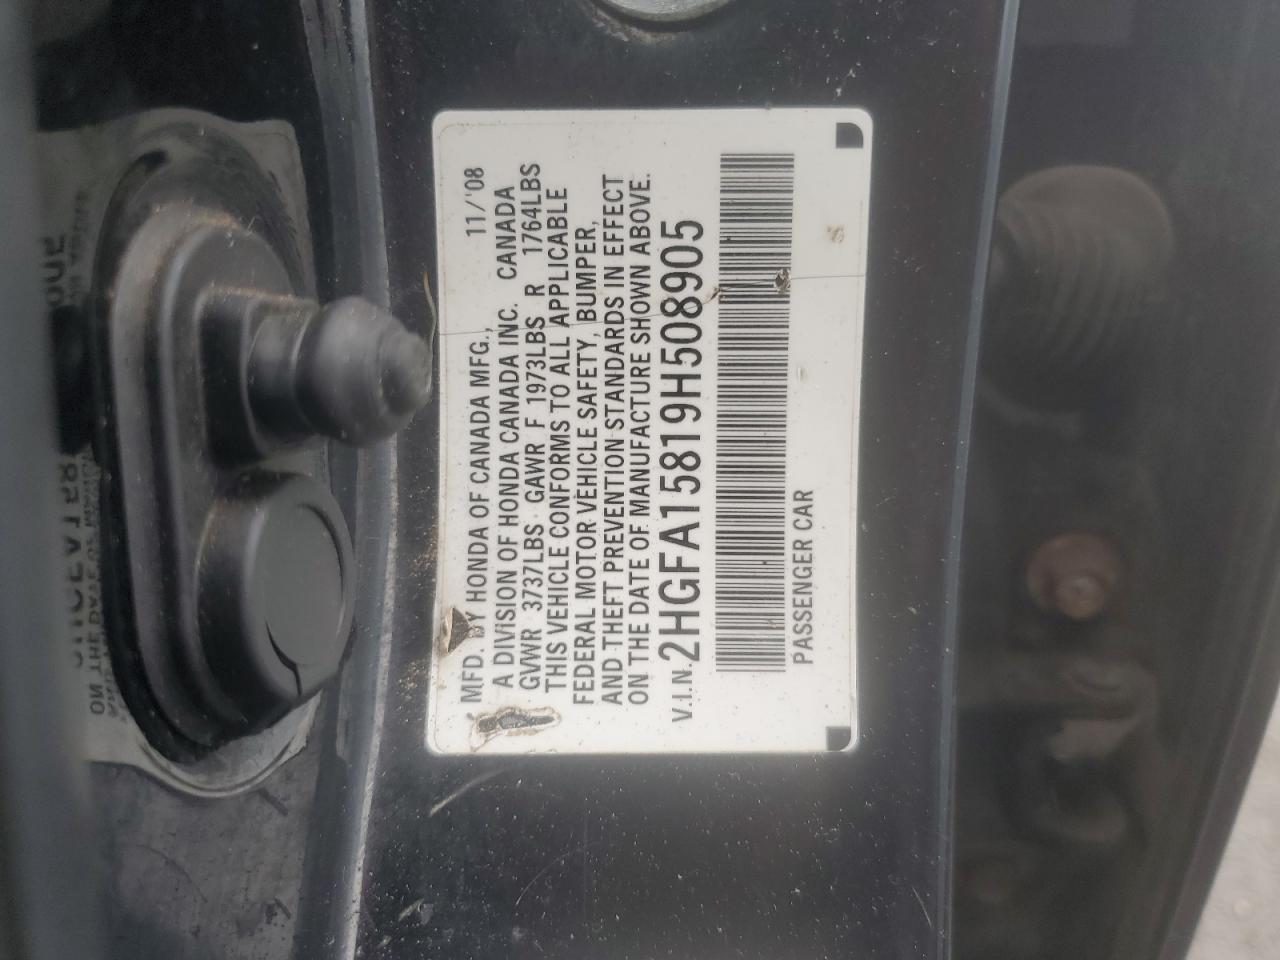 MFD. BY HONDA OF CANADA MFG., 11/'08
A DIVISION OF HONDA CANADA INC. CANADA
GVWR 3737LBS GAWR F 1973LBS R 1764LBS
THIS VEHICLE CONFORMS TO ALL APPLICABLE
FEDERAL MOTOR VEHICLE SAFETY, BUMPER,
AND THEFT PREVENTION STANDARDS IN EFFECT
ON THE DATE OF MANUFACTURE SHOWN ABOVE.
V.I.N. 2HGFA15819H508905
PASSENGER CAR